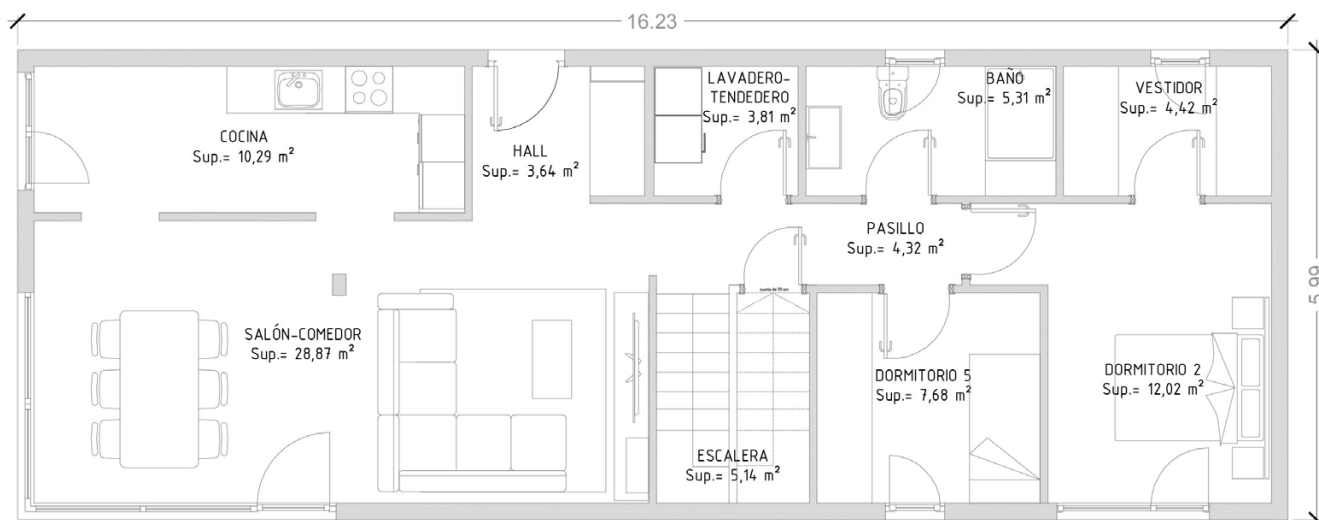 16.23
COCINA
Sup.= 10,29 m²
HALL
Sup.= 3,64 m²
LAVADERO-
TENDEDERO
Sup.= 3,81 m²
BAÑO
Sup.= 5,31 m²
VESTIDOR
Sup.= 4,42 m²
PASILLO
Sup.= 4,32 m²
5.99
SALÓN-COMEDOR
Sup.= 28,87 m²
DORMITORIO 5
Sup.= 7,68 m²
DORMITORIO 2
Sup.= 12,02 m²
ESCALERA
Sup.= 5,14 m²